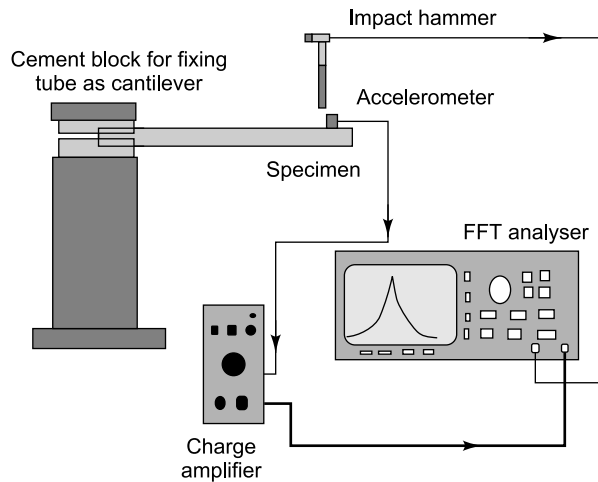 Impact hammer
Cement block for fixing
tube as cantilever
Accelerometer
Specimen
FFT analyser
Charge
amplifier